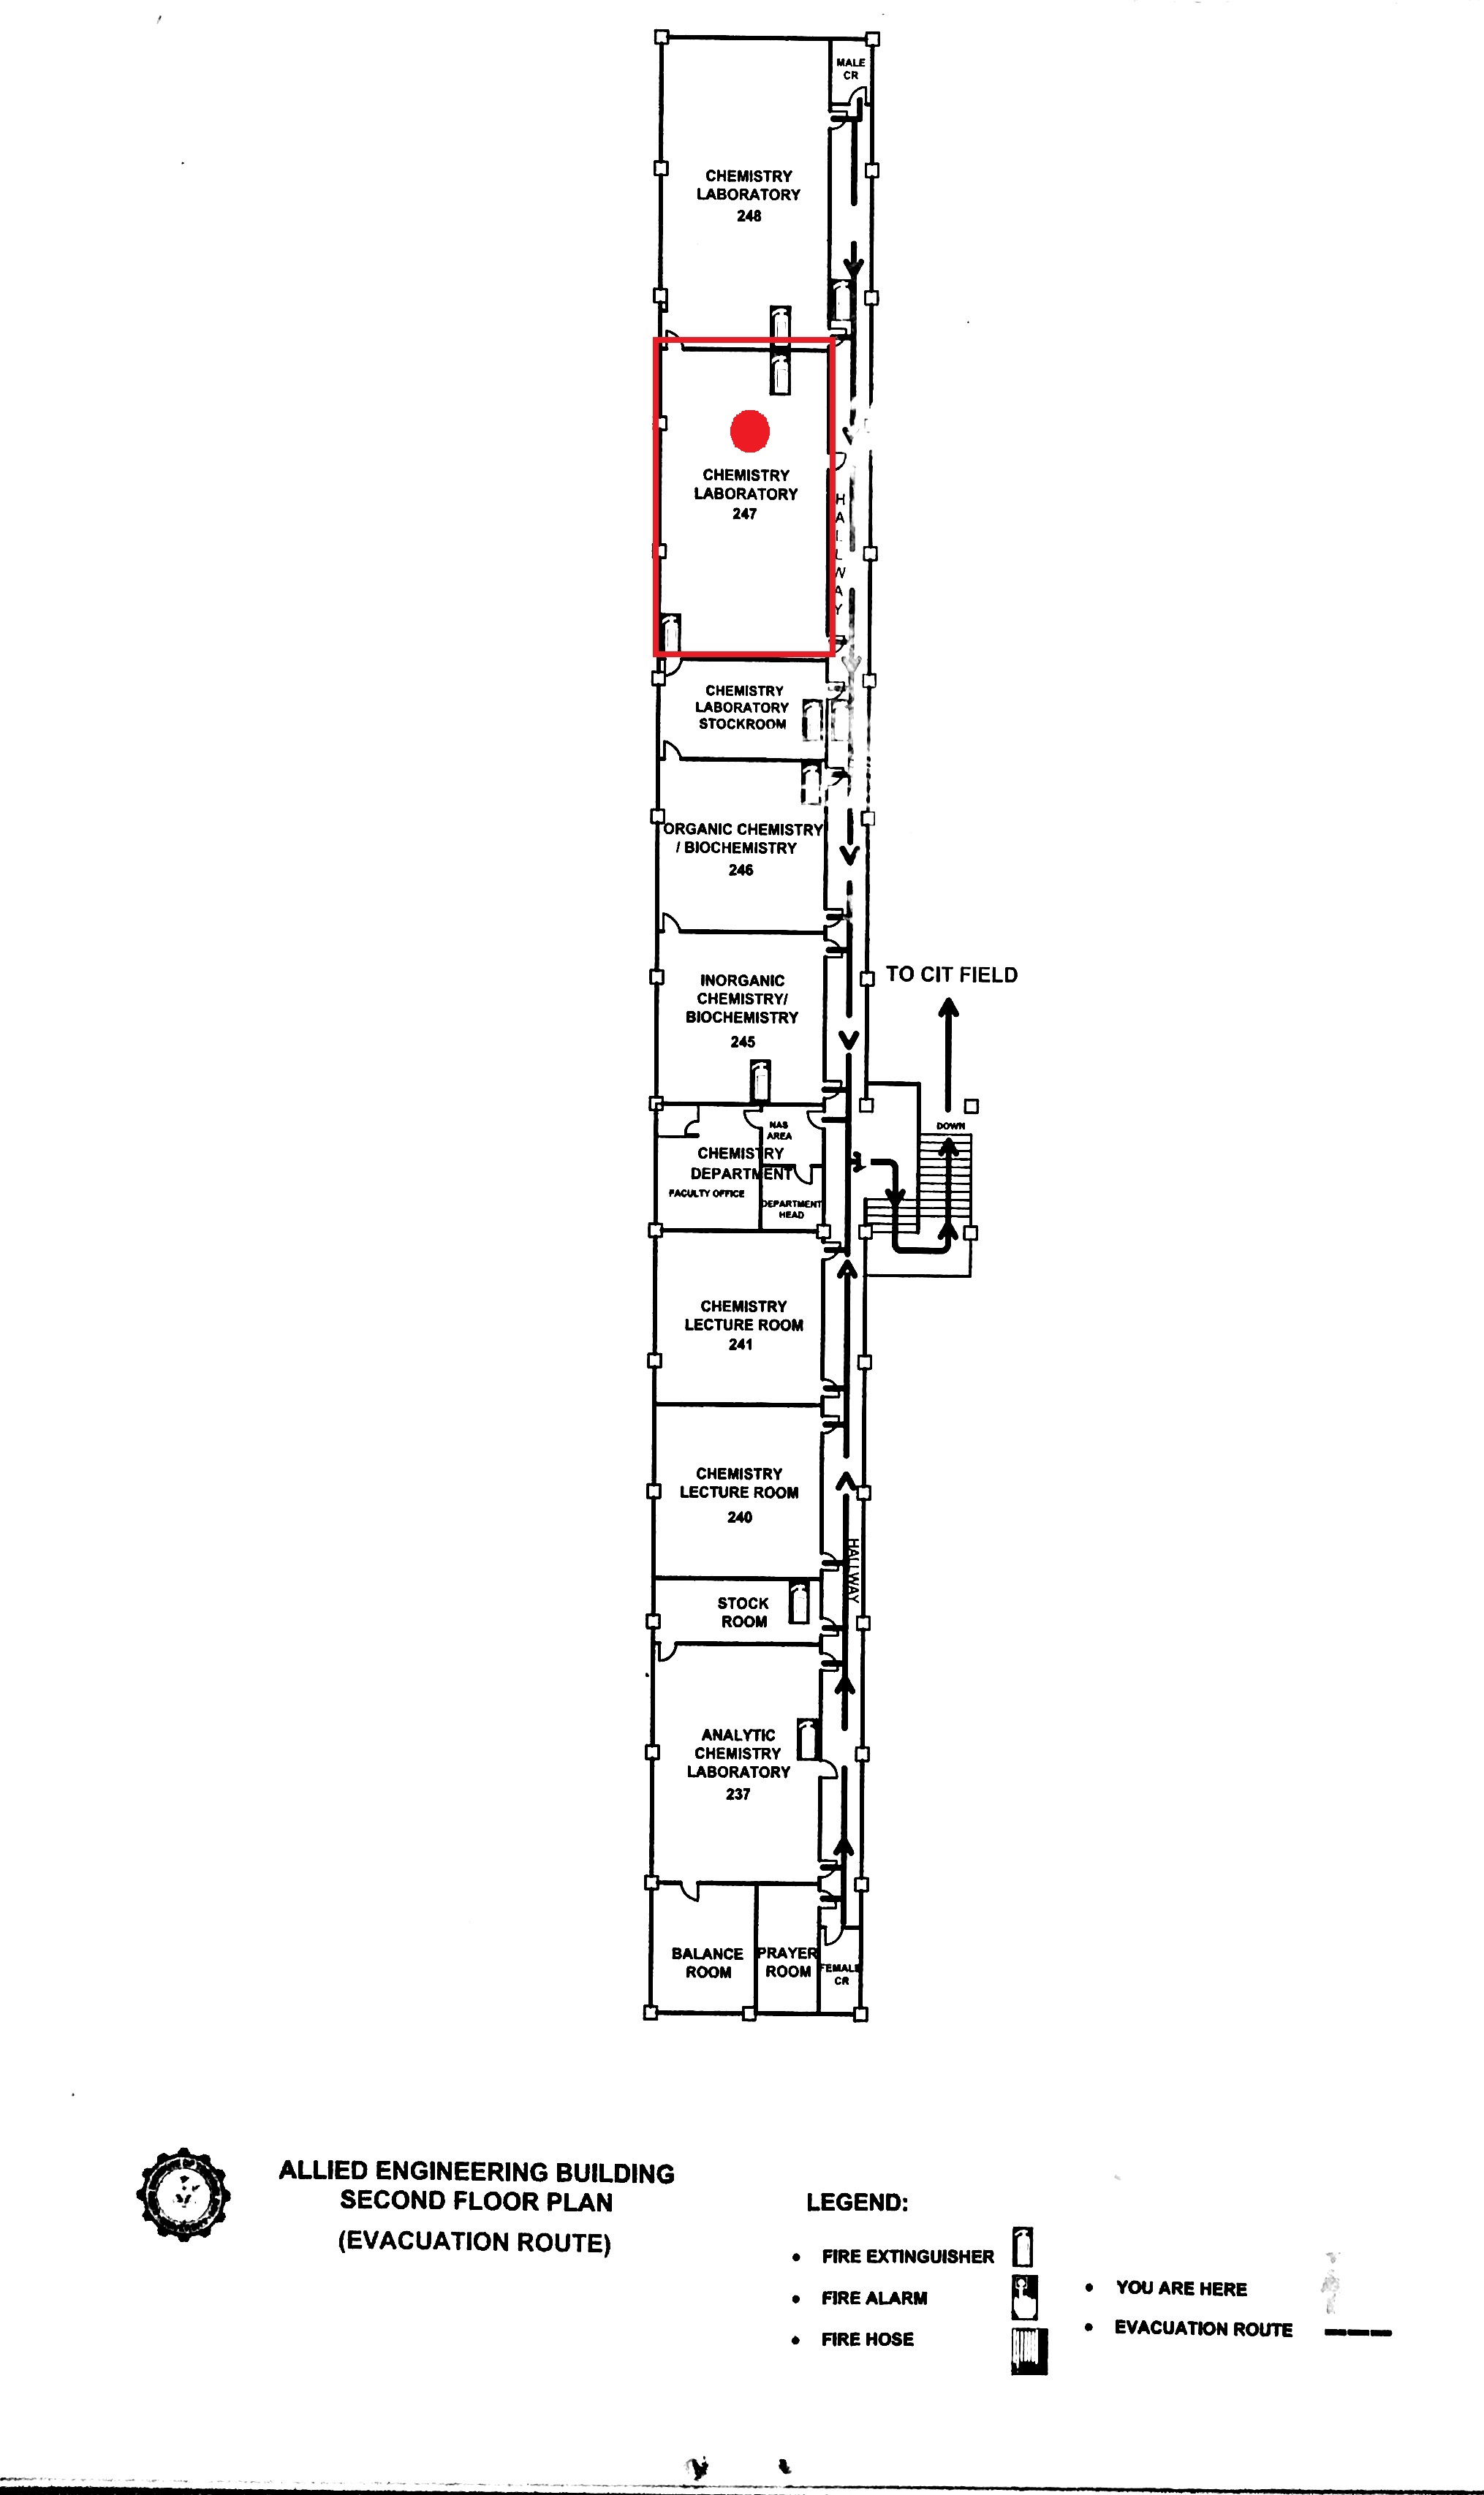 MALE
CR
CHEMISTRY
LABORATORY
248
CHEMISTRY
LABORATORY
247
HALLWAY
CHEMISTRY
LABORATORY
STOCKROOM
ORGANIC CHEMISTRY
/ BIOCHEMISTRY
246
INORGANIC
CHEMISTRY/
BIOCHEMISTRY
245
TO CIT FIELD
DOWN
NAS
AREA
CHEMISTRY
DEPARTMENT
FACULTY OFFICE
DEPARTMENT
HEAD
CHEMISTRY
LECTURE ROOM
241
CHEMISTRY
LECTURE ROOM
240
HALLWAY
STOCK
ROOM
ANALYTIC
CHEMISTRY
LABORATORY
237
BALANCE
ROOM
PRAYER
ROOM
FEMALE
CR
ALLIED ENGINEERING BUILDING
SECOND FLOOR PLAN
(EVACUATION ROUTE)
LEGEND:
• FIRE EXTINGUISHER
• FIRE ALARM
• FIRE HOSE
• YOU ARE HERE
• EVACUATION ROUTE